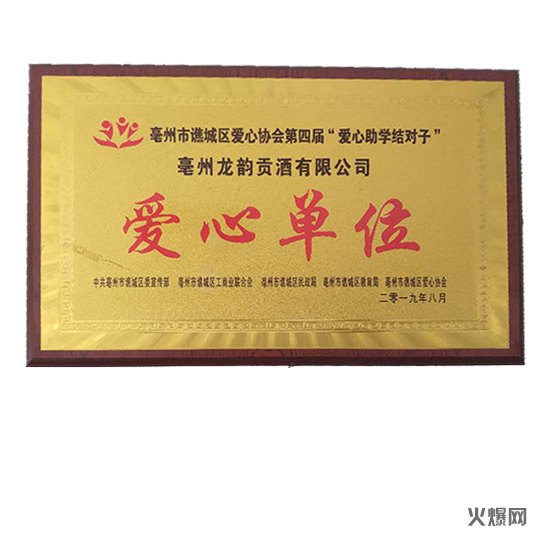 亳州市谯城区爱心协会第四届“爱心助学结对子”
亳州龙韵贡酒有限公司
爱心单位
中共亳州市谯城区委宣传部 亳州市谯城区工商业联合会 亳州市谯城区民政局 亳州市谯城区教育局 亳州市谯城区爱心协会
二零一九年八月
火爆网